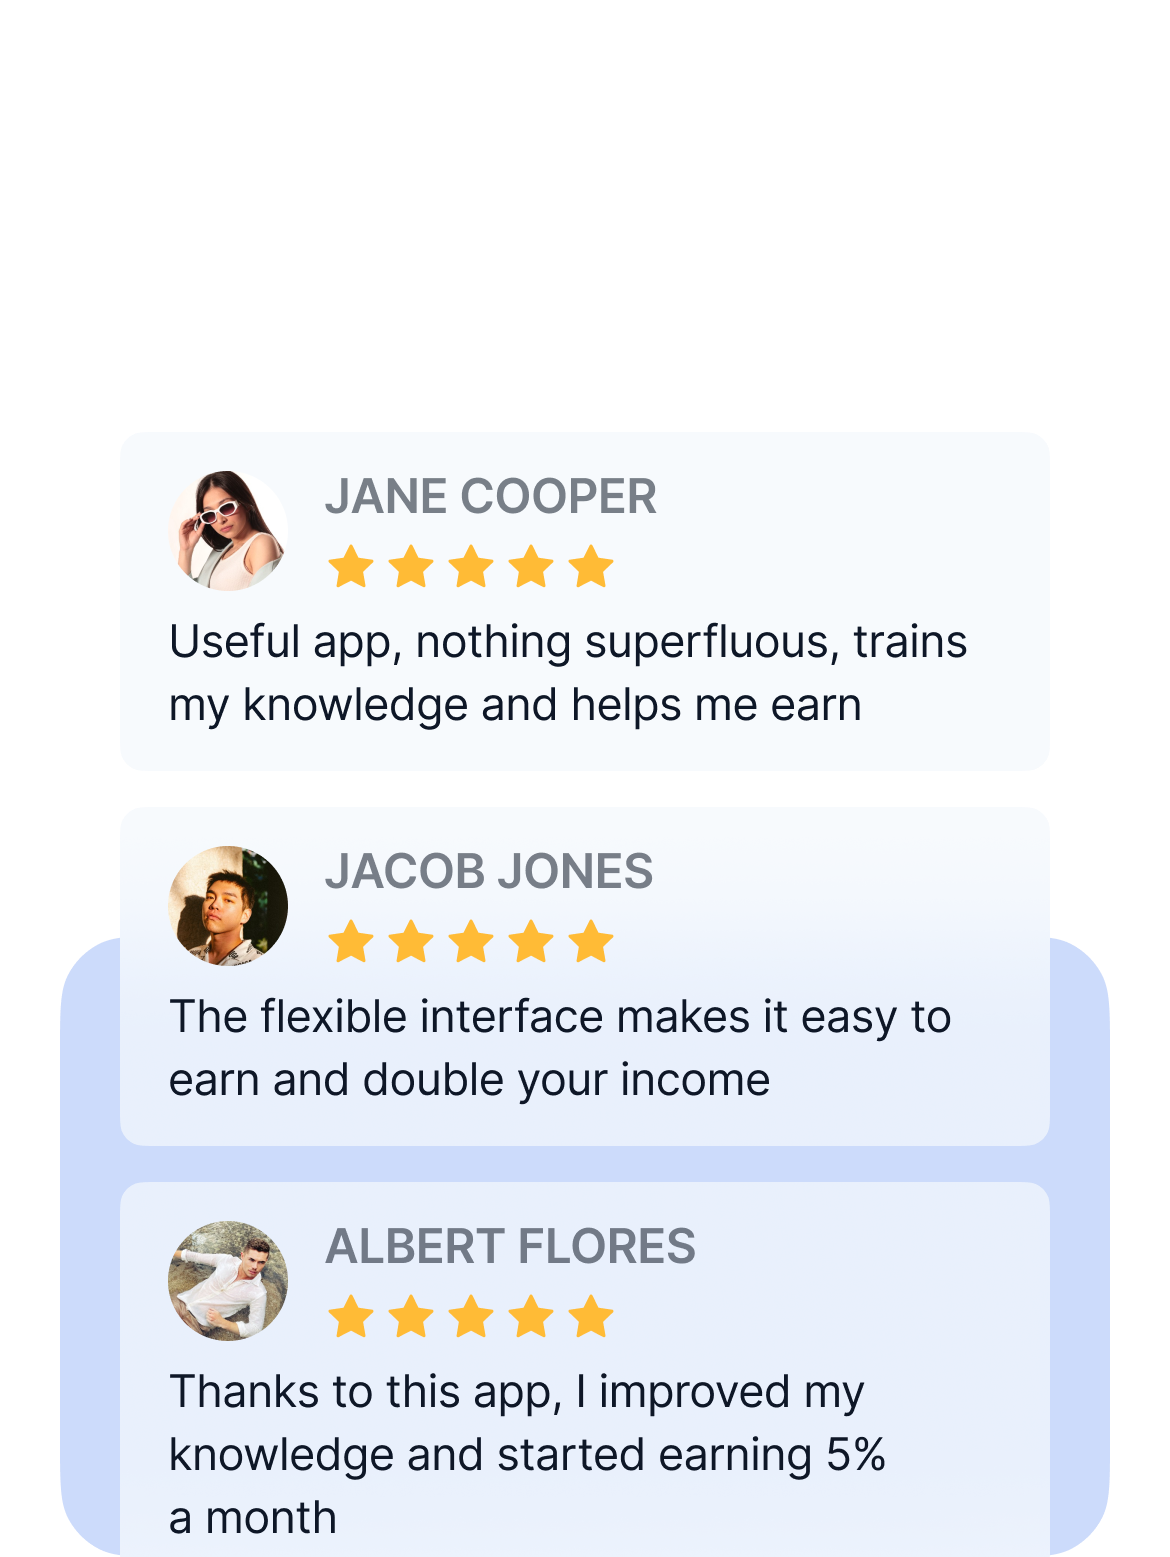 JANE COOPER
Useful app, nothing superfluous, trains
my knowledge and helps me earn
JACOB JONES
The flexible interface makes it easy to
earn and double your income
ALBERT FLORES
Thanks to this app, I improved my
knowledge and started earning 5%
a month